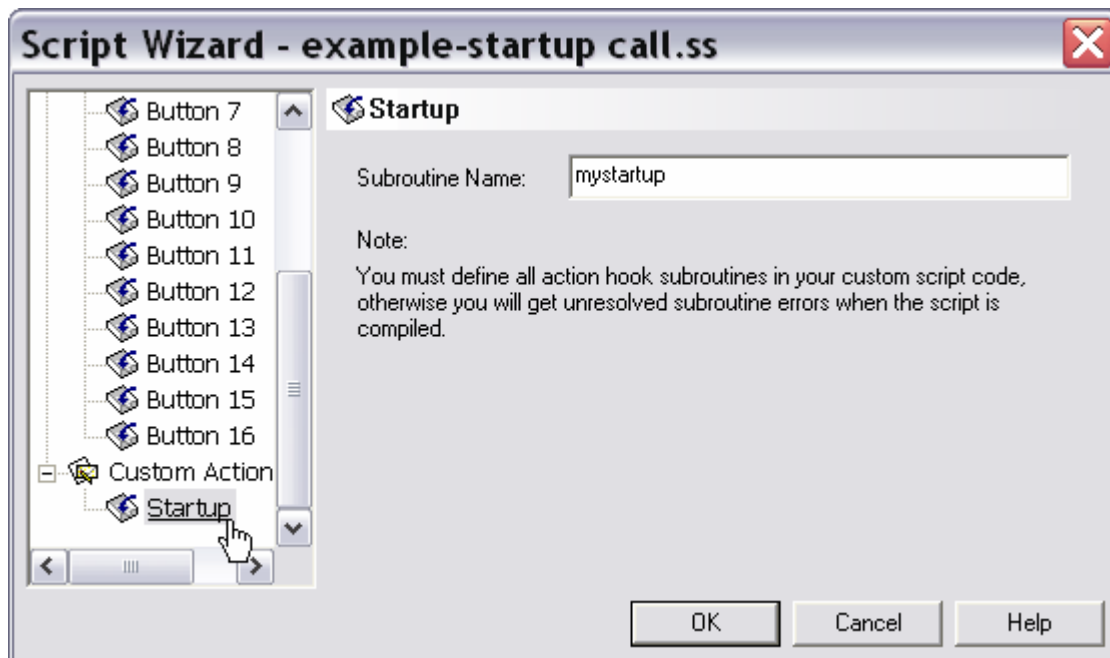 Script Wizard - example-startup call.ss
Button 7
Button 8
Button 9
Button 10
Button 11
Button 12
Button 13
Button 14
Button 15
Button 16
Custom Action
Startup
Startup
Subroutine Name:
mystartup
Note:
You must define all action hook subroutines in your custom script code,
otherwise you will get unresolved subroutine errors when the script is
compiled.
OK
Cancel
Help